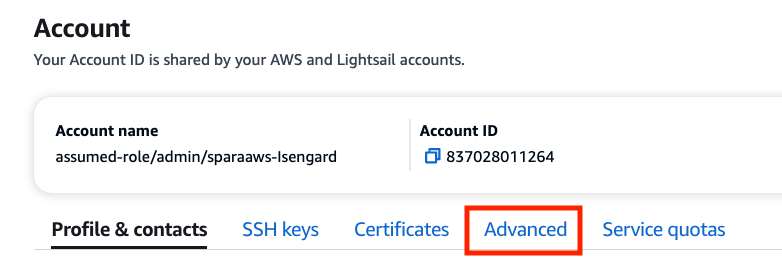 Account
Your Account ID is shared by your AWS and Lightsail accounts.
Account name
assumed-role/admin/sparaaws-Isengard
Account ID
837028011264
Profile & contacts
SSH keys
Certificates
Advanced
Service quotas